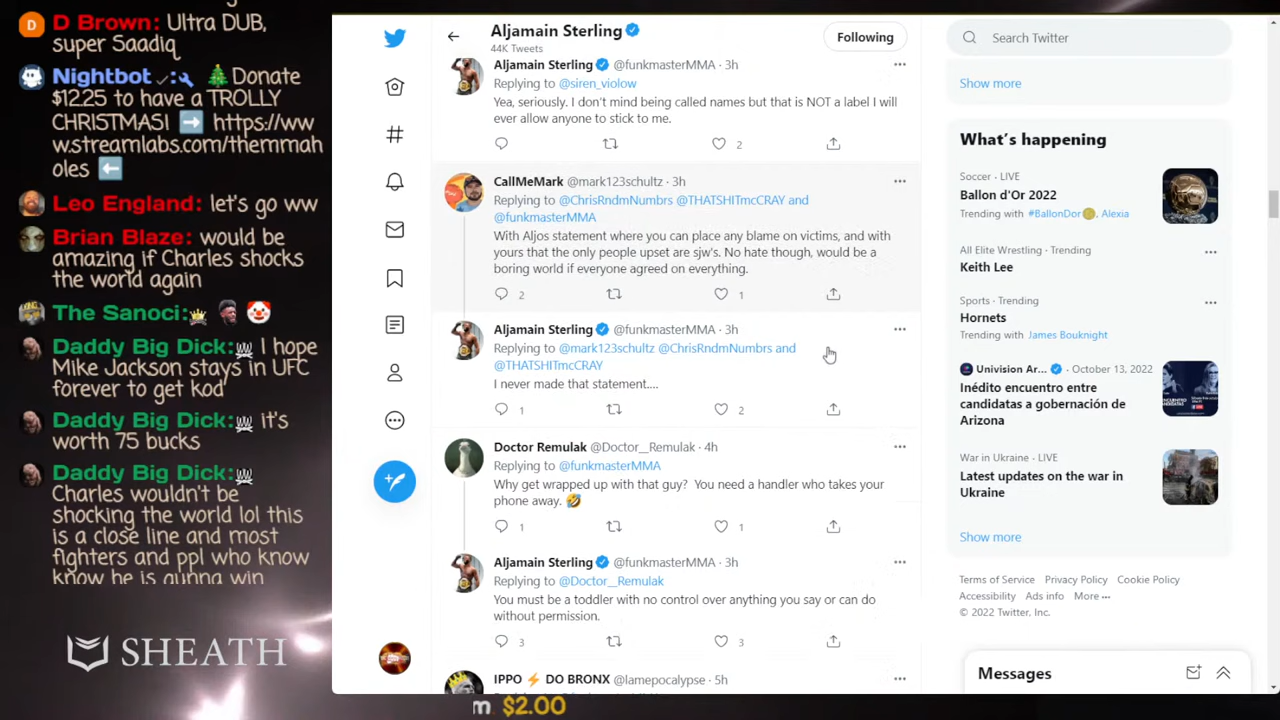 D Brown: Ultra DUB,
super Saadiq
Nightbot: 🎄Donate
$12.25 to have a TROLLY
CHRISTMAS! ➡️ https://ww
w.streamlabs.com/themmah
oles ⬅️
Leo England: let's go ww
Brian Blaze: would be
amazing if Charles shocks
the world again
The Sanoci:
Daddy Big Dick: I hope
Mike Jackson stays in UFC
forever to get kod
Daddy Big Dick: it's
worth 75 bucks
Daddy Big Dick:
Charles wouldn't be
shocking the world lol this
is a close line and most
fighters and ppl who know
know he is gunna win
SHEATH
Aljamain Sterling
44K Tweets
Following
Aljamain Sterling @funkmasterMMA · 3h
Replying to @siren_violow
Yea, seriously. I don't mind being called names but that is NOT a label I will
ever allow anyone to stick to me.
2
CallMeMark @mark123schultz · 3h
Replying to @ChrisRndmNumbrs @THATSHITmcCRAY and
@funkmasterMMA
With Aljos statement where you can place any blame on victims, and with
yours that the only people upset are sjw's. No hate though, would be a
boring world if everyone agreed on everything.
2 1
Aljamain Sterling @funkmasterMMA · 3h
Replying to @mark123schultz @ChrisRndmNumbrs and
@THATSHITmcCRAY
I never made that statement....
1 2
Doctor Remulak @Doctor__Remulak · 4h
Replying to @funkmasterMMA
Why get wrapped up with that guy? You need a handler who takes your
phone away. 🤣
1 1
Aljamain Sterling @funkmasterMMA · 3h
Replying to @Doctor__Remulak
You must be a toddler with no control over anything you say or can do
without permission.
3 3
IPPO ⚡ DO BRONX @lamepocalypse · 5h
Search Twitter
Show more
What's happening
Soccer · LIVE
Ballon d'Or 2022
Trending with #BallonDor, Alexia
All Elite Wrestling · Trending
Keith Lee
Sports · Trending
Hornets
Trending with James Bouknight
Univision Ar... · October 13, 2022
Inédito encuentro entre
candidatas a gobernación de
Arizona
War in Ukraine · LIVE
Latest updates on the war in
Ukraine
Show more
Terms of Service Privacy Policy Cookie Policy
Accessibility Ads info More ...
© 2022 Twitter, Inc.
Messages
m $2.00